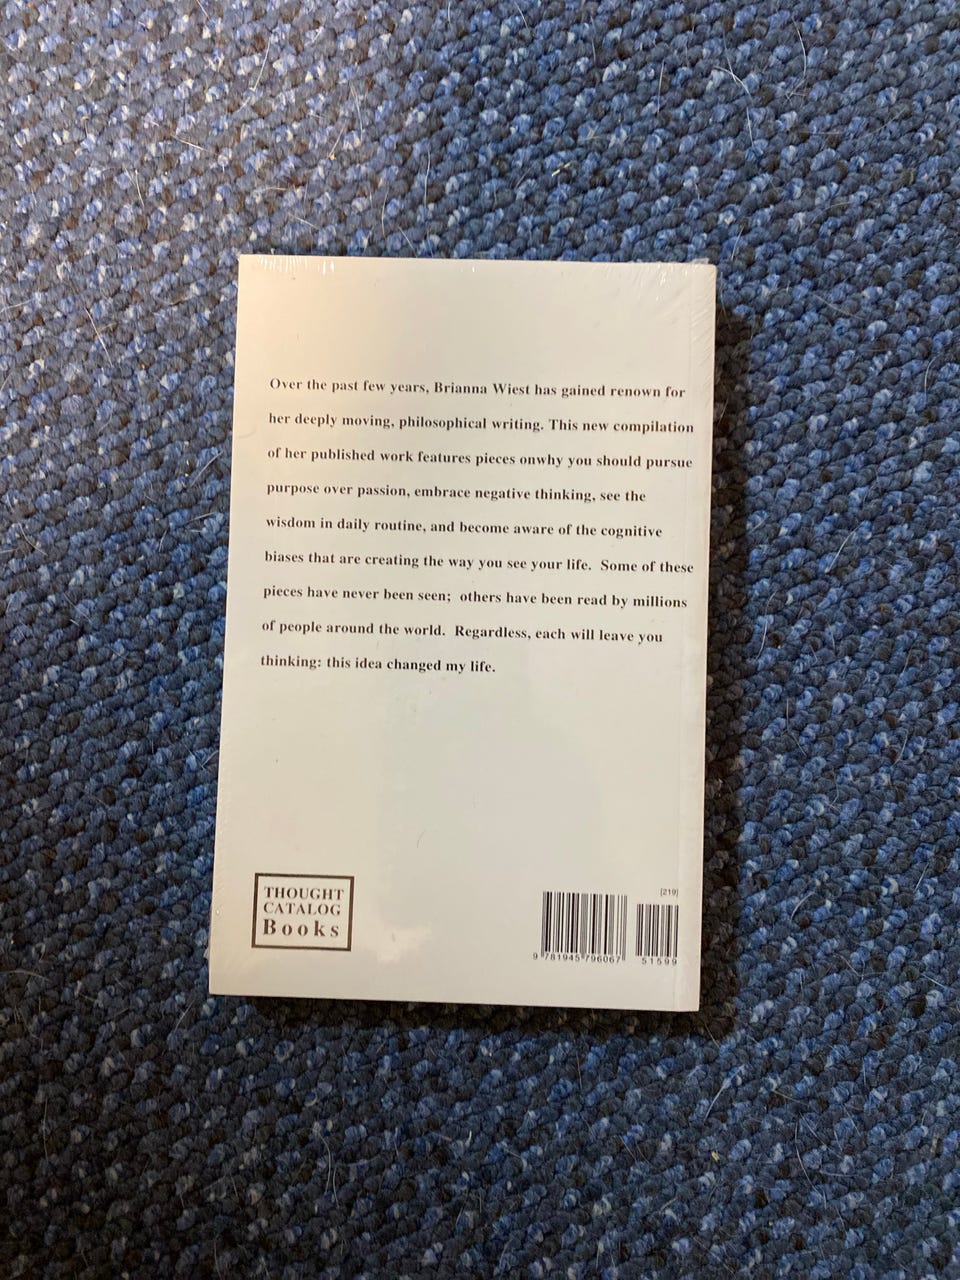 Over the past few years, Brianna Wiest has gained renown for
her deeply moving, philosophical writing. This new compilation
of her published work features pieces onwhy you should pursue
purpose over passion, embrace negative thinking, see the
wisdom in daily routine, and become aware of the cognitive
biases that are creating the way you see your life.  Some of these
pieces have never been seen;  others have been read by millions
of people around the world.  Regardless, each will leave you
thinking: this idea changed my life.
THOUGHT
CATALOG
Books
[219]
9 781945 796067
51599